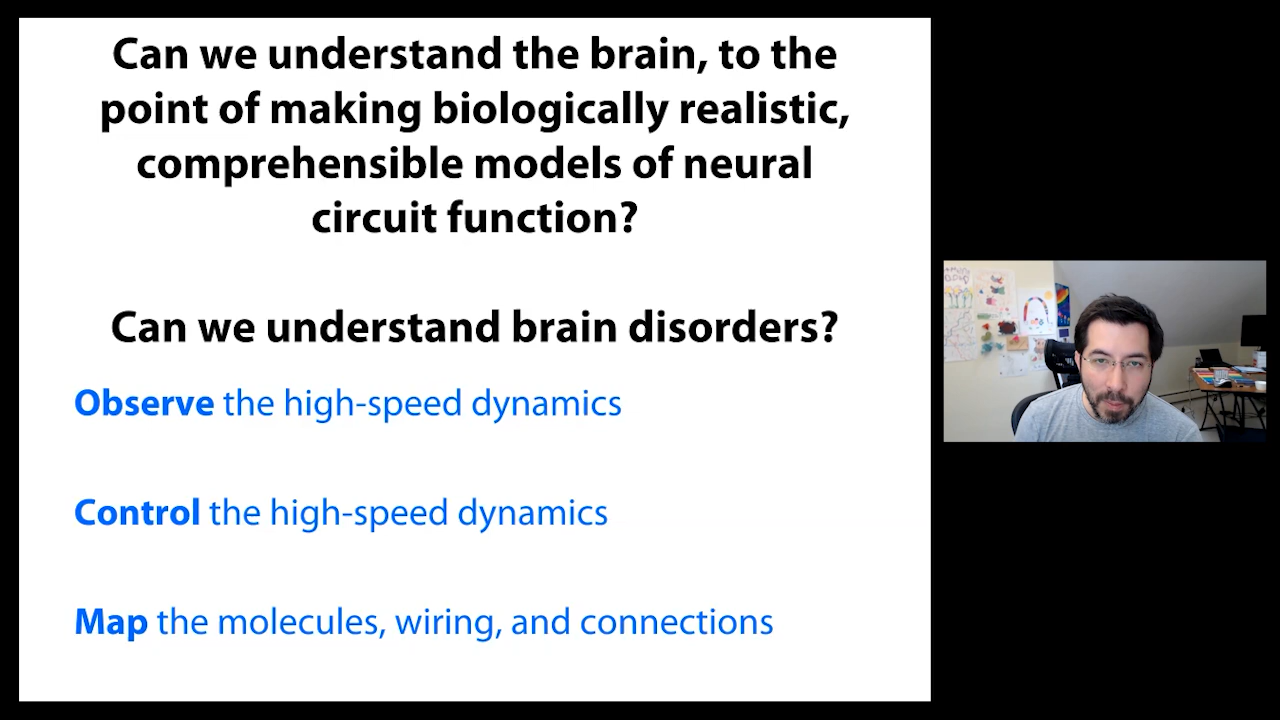 Can we understand the brain, to the
point of making biologically realistic,
comprehensible models of neural
circuit function?
Can we understand brain disorders?
Observe the high-speed dynamics
Control the high-speed dynamics
Map the molecules, wiring, and connections